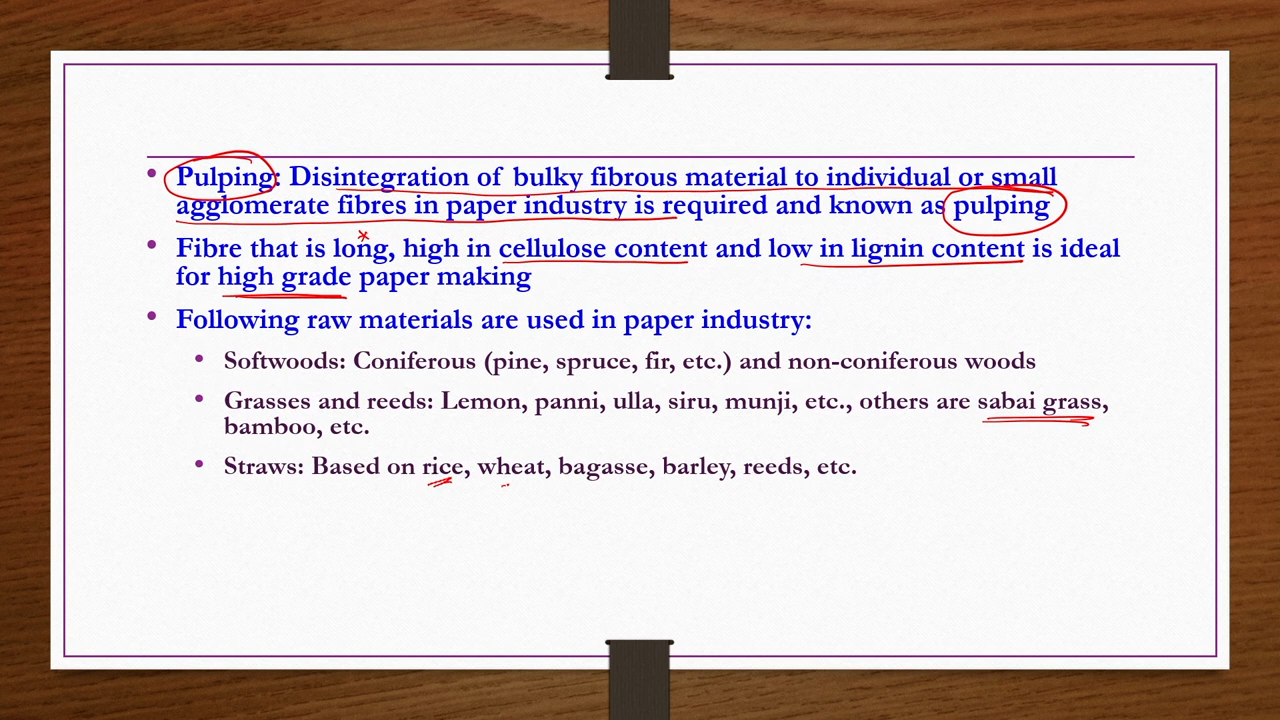 • Pulping: Disintegration of bulky fibrous material to individual or small
agglomerate fibres in paper industry is required and known as pulping
• Fibre that is long, high in cellulose content and low in lignin content is ideal
for high grade paper making
• Following raw materials are used in paper industry:
• Softwoods: Coniferous (pine, spruce, fir, etc.) and non-coniferous woods
• Grasses and reeds: Lemon, panni, ulla, siru, munji, etc., others are sabai grass,
bamboo, etc.
• Straws: Based on rice, wheat, bagasse, barley, reeds, etc.